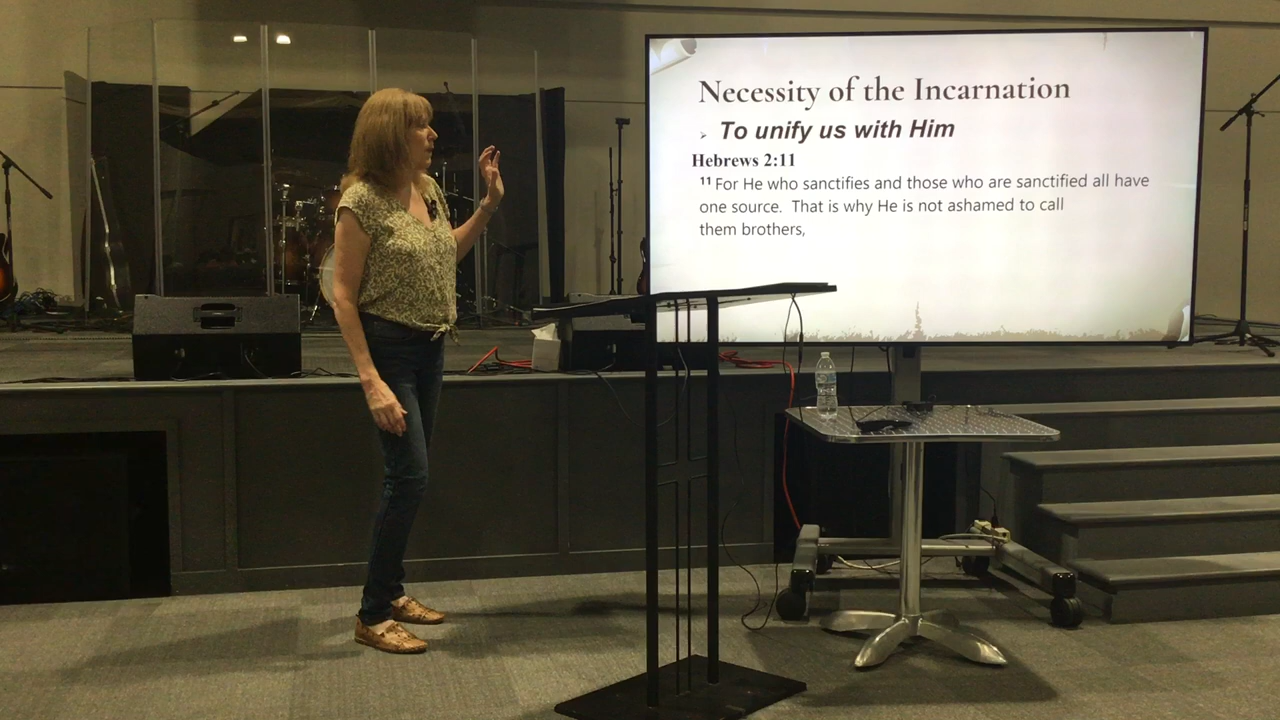 Necessity of the Incarnation
➢ To unify us with Him
Hebrews 2:11
¹¹ For He who sanctifies and those who are sanctified all have
one source.  That is why He is not ashamed to call
them brothers,